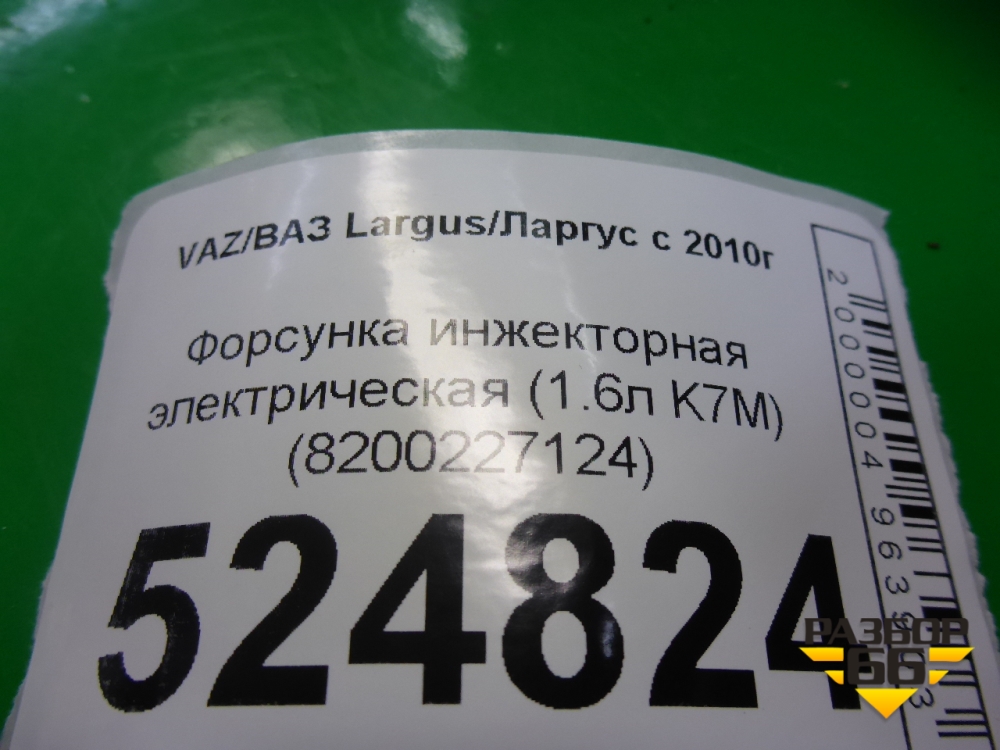 VAZ/ВАЗ Largus/Ларгус с 2010г
Форсунка инжекторная
электрическая (1.6л K7M)
(8200227124)
524824
РАЗБОР
66